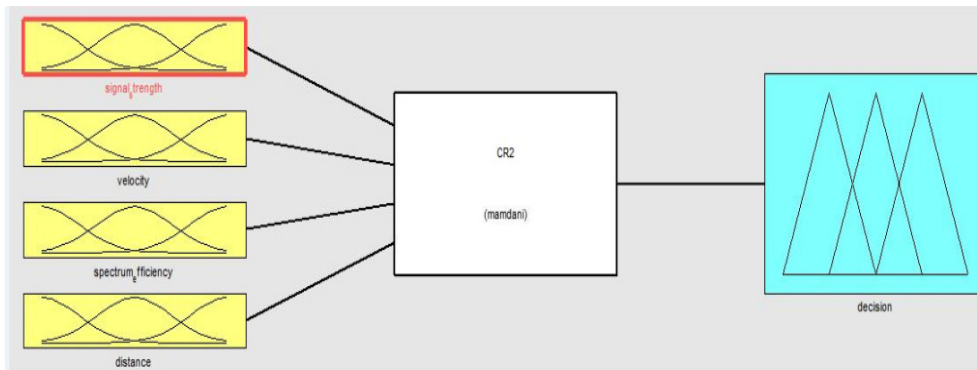 signal_strength
velocity
spectrum_efficiency
distance
CR2
(mamdani)
decision